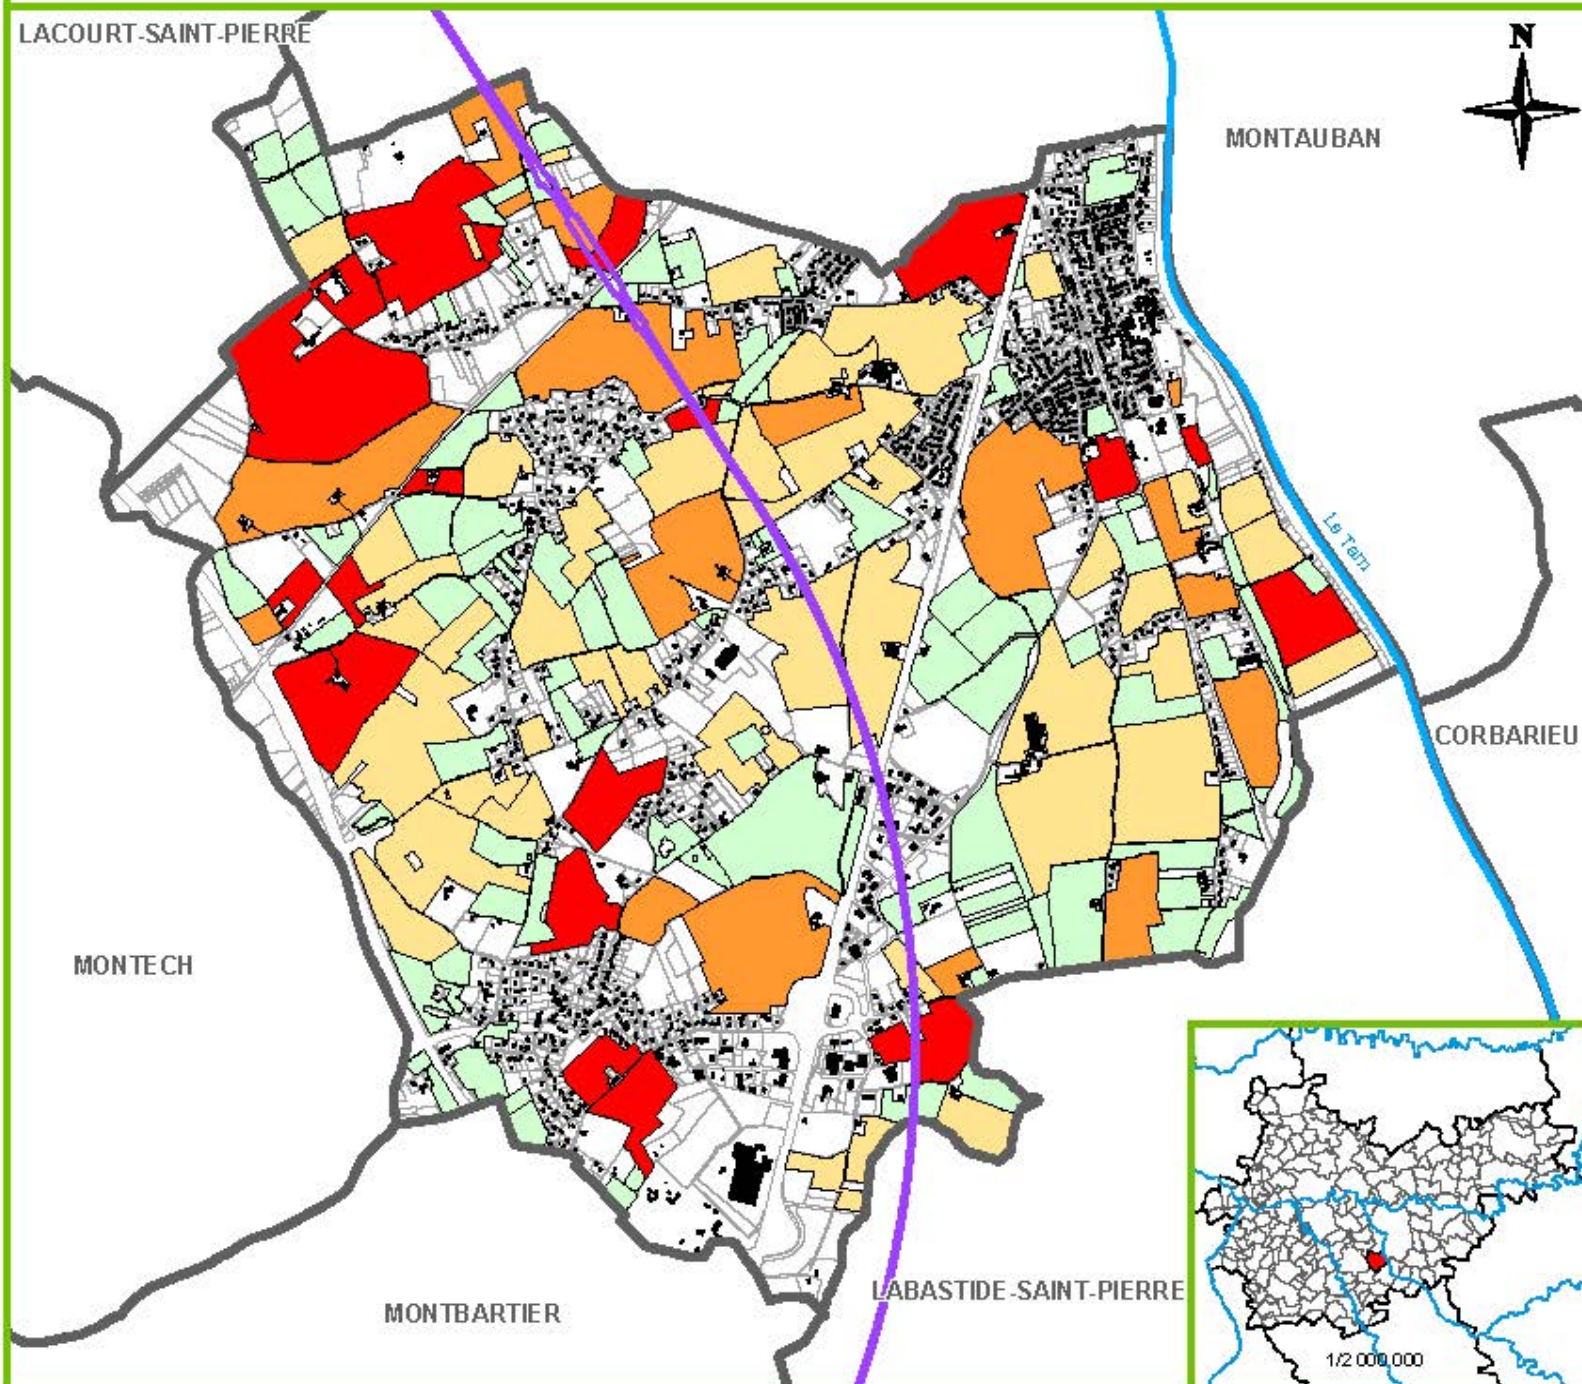 LACOURT-SAINT-PIERRE
N
MONTAUBAN
Le Tarn
CORBARIEU
MONTECH
LABASTIDE-SAINT-PIERRE
MONTBARTIER
1/2 000 000